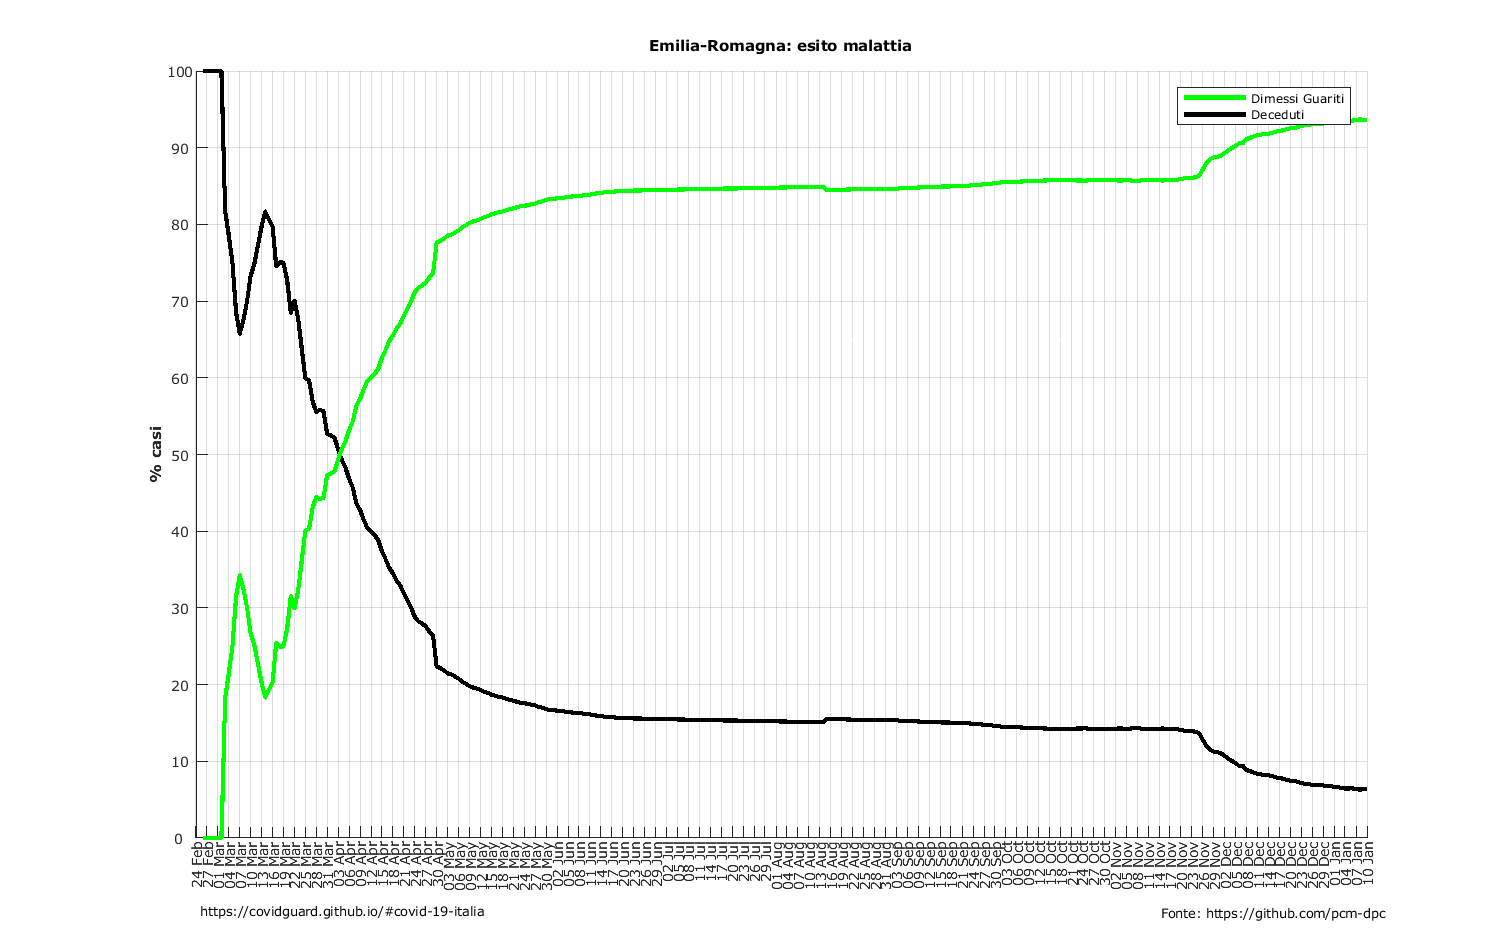 Emilia-Romagna: esito malattia
Dimessi Guariti
Deceduti
% casi
100
90
80
70
60
50
40
30
20
10
0
24 Feb
27 Feb
01 Mar
04 Mar
07 Mar
10 Mar
13 Mar
16 Mar
19 Mar
22 Mar
25 Mar
28 Mar
31 Mar
03 Apr
06 Apr
09 Apr
12 Apr
15 Apr
18 Apr
21 Apr
24 Apr
27 Apr
30 Apr
03 May
06 May
09 May
12 May
15 May
18 May
21 May
24 May
27 May
30 May
02 Jun
05 Jun
08 Jun
11 Jun
14 Jun
17 Jun
20 Jun
23 Jun
26 Jun
29 Jun
02 Jul
05 Jul
08 Jul
11 Jul
14 Jul
17 Jul
20 Jul
23 Jul
26 Jul
29 Jul
01 Aug
04 Aug
07 Aug
10 Aug
13 Aug
16 Aug
19 Aug
22 Aug
25 Aug
28 Aug
31 Aug
03 Sep
06 Sep
09 Sep
12 Sep
15 Sep
18 Sep
21 Sep
24 Sep
27 Sep
30 Sep
03 Oct
06 Oct
09 Oct
12 Oct
15 Oct
18 Oct
21 Oct
24 Oct
27 Oct
30 Oct
02 Nov
05 Nov
08 Nov
11 Nov
14 Nov
17 Nov
20 Nov
23 Nov
26 Nov
29 Nov
02 Dec
05 Dec
08 Dec
11 Dec
14 Dec
17 Dec
20 Dec
23 Dec
26 Dec
29 Dec
01 Jan
04 Jan
07 Jan
10 Jan
https://covidguard.github.io/#covid-19-italia
Fonte: https://github.com/pcm-dpc